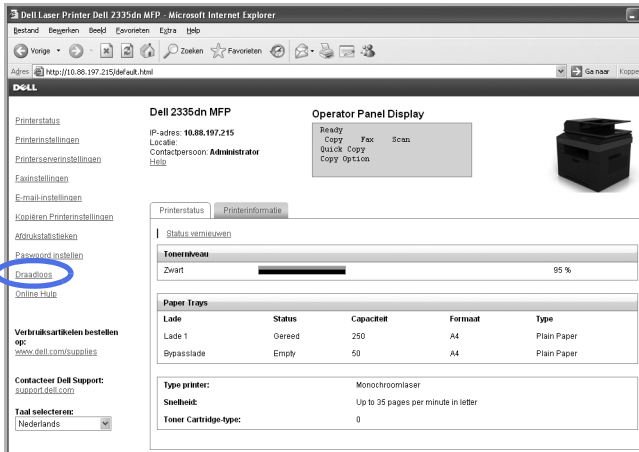 Dell Laser Printer Dell 2335dn MFP - Microsoft Internet Explorer
Bestand Bewerken Beeld Favorieten Extra Help
Vorige Zoeken Favorieten
Adres http://10.88.197.215/default.html Ga naar Koppe
DELL
Printerstatus
Printerinstellingen
Printerserverinstellingen
Faxinstellingen
E-mail-instellingen
Kopiëren Printerinstellingen
Afdrukstatistieken
Paswoord instellen
Draadloos
Online Hulp
Verbruiksartikelen bestellen
op:
www.dell.com/supplies
Contacteer Dell Support:
support.dell.com
Taal selecteren:
Nederlands
Dell 2335dn MFP
IP-adres: 10.88.197.215
Locatie:
Contactpersoon: Administrator
Help
Operator Panel Display
Ready
Copy Fax Scan
Quick Copy
Copy Option
Printerstatus Printerinformatie
Status vernieuwen
Tonerniveau
Zwart 95 %
Paper Trays
Lade Status Capaciteit Formaat Type
Lade 1 Gereed 250 A4 Plain Paper
Bypasslade Empty 50 A4 Plain Paper
Type printer: Monochroomlaser
Snelheid: Up to 35 pages per minute in letter
Toner Cartridge-type: 0